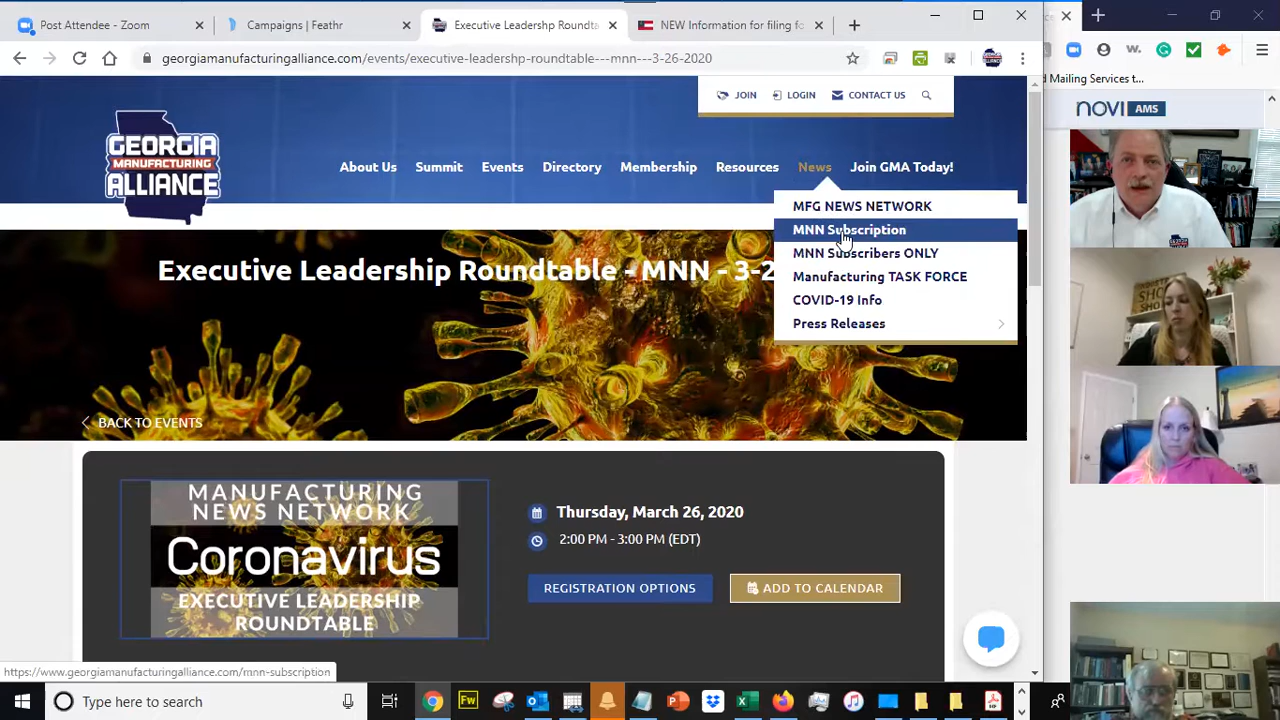 Post Attendee - Zoom
Campaigns | Feathr
Executive Leadershp Roundta
NEW Information for filing fo
georgiamanufacturingalliance.com/events/executive-leadership-roundtable---mnn---3-26-2020
d Mailing Services t...
JOIN
LOGIN
CONTACT US
novi AMS
GEORGIA
MANUFACTURING
ALLIANCE
About Us
Summit
Events
Directory
Membership
Resources
News
Join GMA Today!
MFG NEWS NETWORK
MNN Subscription
MNN Subscribers ONLY
Manufacturing TASK FORCE
COVID-19 Info
Press Releases
Executive Leadership Roundtable - MNN - 3-2
BACK TO EVENTS
MANUFACTURING
NEWS NETWORK
Coronavirus
EXECUTIVE LEADERSHIP
ROUNDTABLE
Thursday, March 26, 2020
2:00 PM - 3:00 PM (EDT)
REGISTRATION OPTIONS
ADD TO CALENDAR
https://www.georgiamanufacturingalliance.com/mnn-subscription
Type here to search